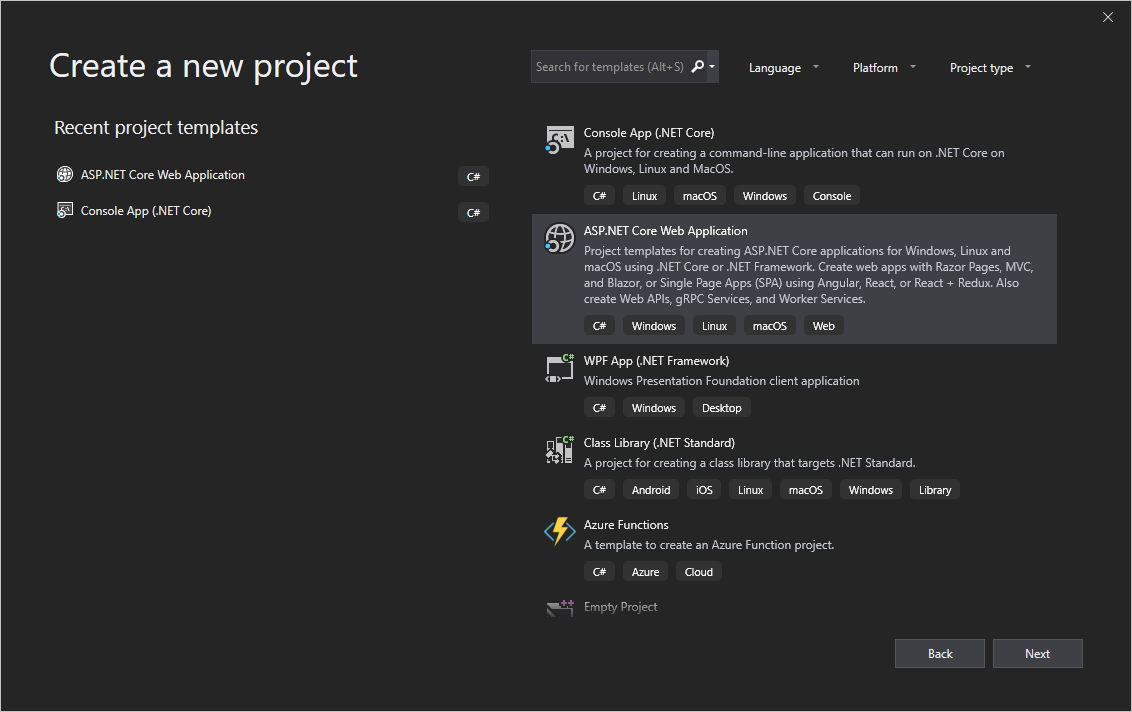 Create a new project
Search for templates (Alt+S)
Language
Platform
Project type
Recent project templates
ASP.NET Core Web Application
C#
Console App (.NET Core)
C#
Console App (.NET Core)
A project for creating a command-line application that can run on .NET Core on
Windows, Linux and MacOS.
C# Linux macOS Windows Console
ASP.NET Core Web Application
Project templates for creating ASP.NET Core applications for Windows, Linux and
macOS using .NET Core or .NET Framework. Create web apps with Razor Pages, MVC,
and Blazor, or Single Page Apps (SPA) using Angular, React, or React + Redux. Also
create Web APIs, gRPC Services, and Worker Services.
C# Windows Linux macOS Web
WPF App (.NET Framework)
Windows Presentation Foundation client application
C# Windows Desktop
Class Library (.NET Standard)
A project for creating a class library that targets .NET Standard.
C# Android iOS Linux macOS Windows Library
Azure Functions
A template to create an Azure Function project.
C# Azure Cloud
Empty Project
Back
Next